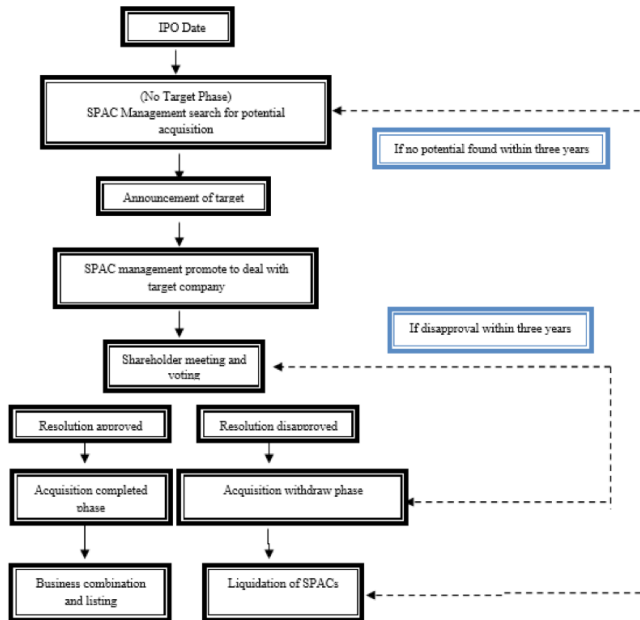 IPO Date
(No Target Phase)
SPAC Management search for potential
acquisition
If no potential found within three years
Announcement of target
SPAC management promote to deal with
target company
If disapproval within three years
Shareholder meeting and
voting
Resolution approved
Resolution disapproved
Acquisition completed
phase
Acquisition withdraw phase
Business combination
and listing
Liquidation of SPACs